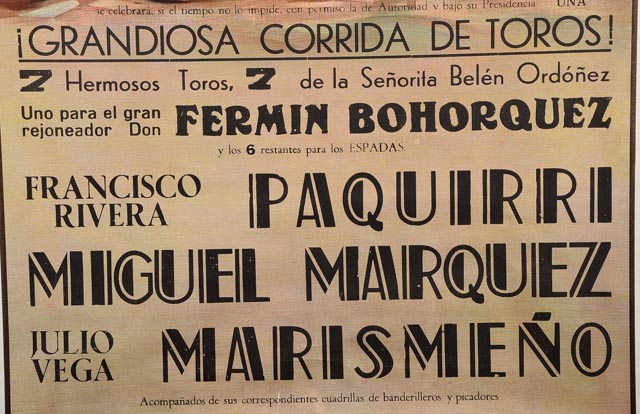 se celebrará, si el tiempo no lo impide, con permiso de la Autoridad y bajo su Presidencia UNA
¡GRANDIOSA CORRIDA DE TOROS!
7 Hermosos Toros, 7 de la Señorita Belén Ordóñez
Uno para el gran rejoneador Don FERMIN BOHORQUEZ
y los 6 restantes para los ESPADAS:
FRANCISCO RIVERA PAQUIRRI
MIGUEL MARQUEZ
JULIO VEGA MARISMEÑO
Acompañados de sus correspondientes cuadrillas de banderilleros y picadores